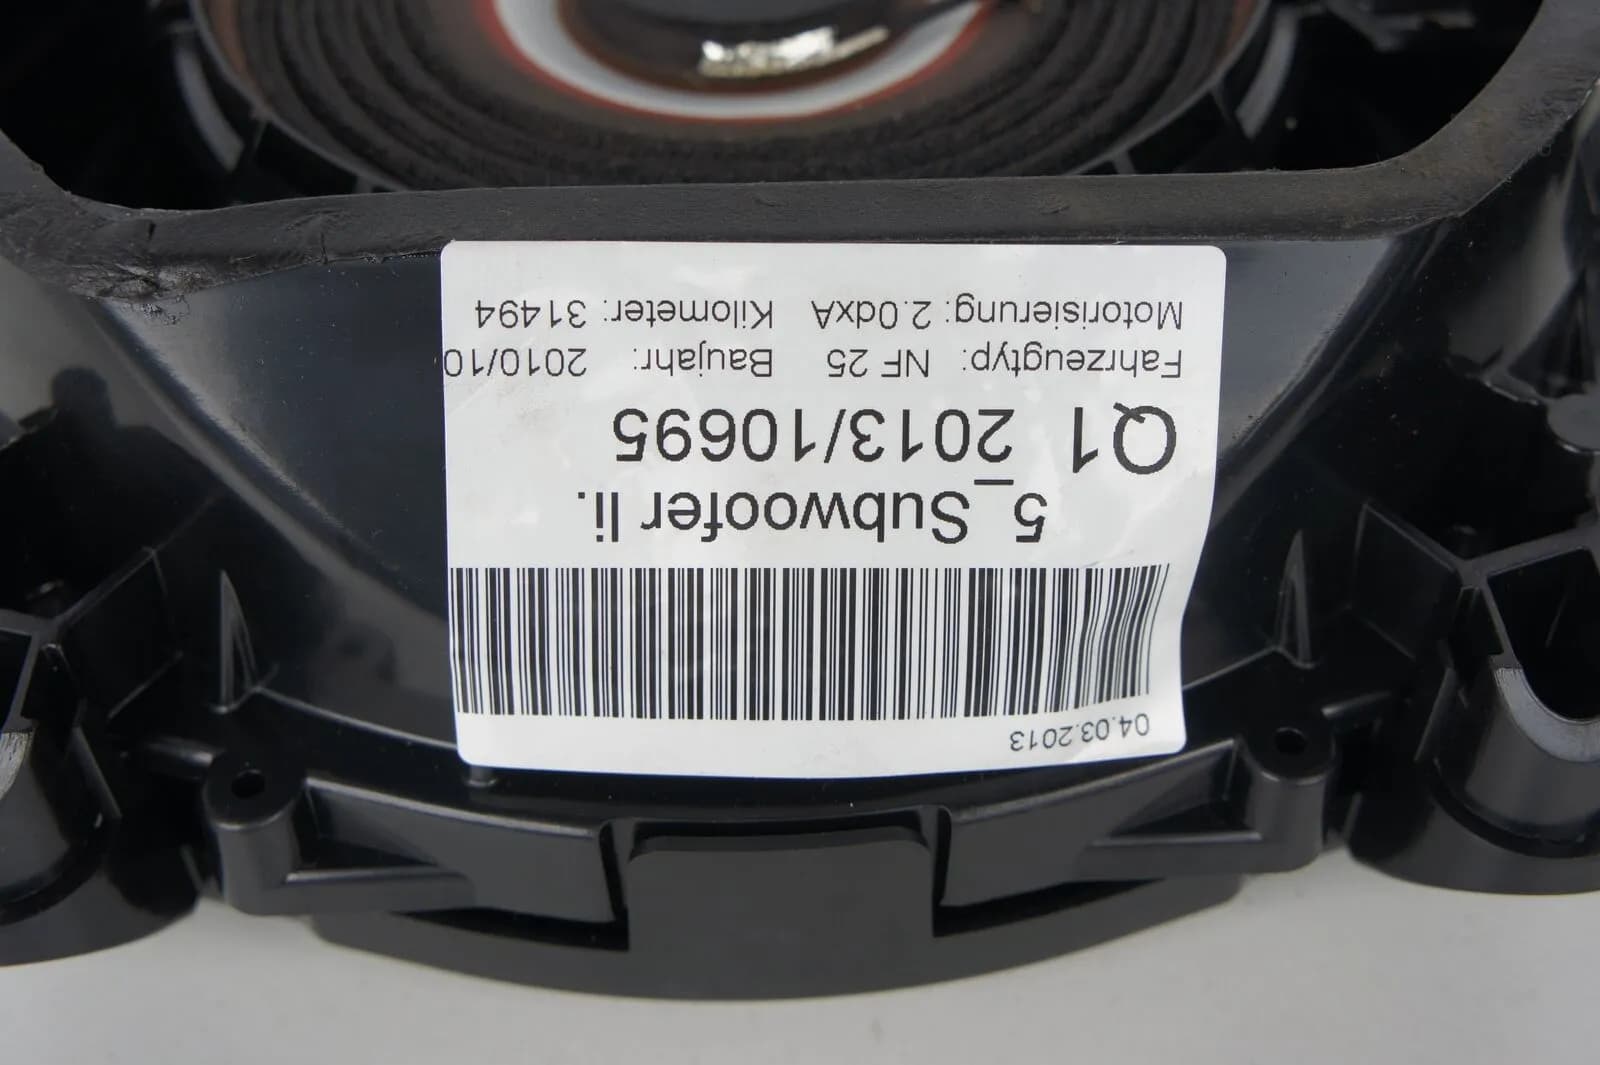 04.03.2013
5_Subwoofer li.
Q1 2013/10695
Fahrzeugtyp: NF 25 Baujahr: 2010/10
Motorisierung: 2.0dxA Kilometer: 31494